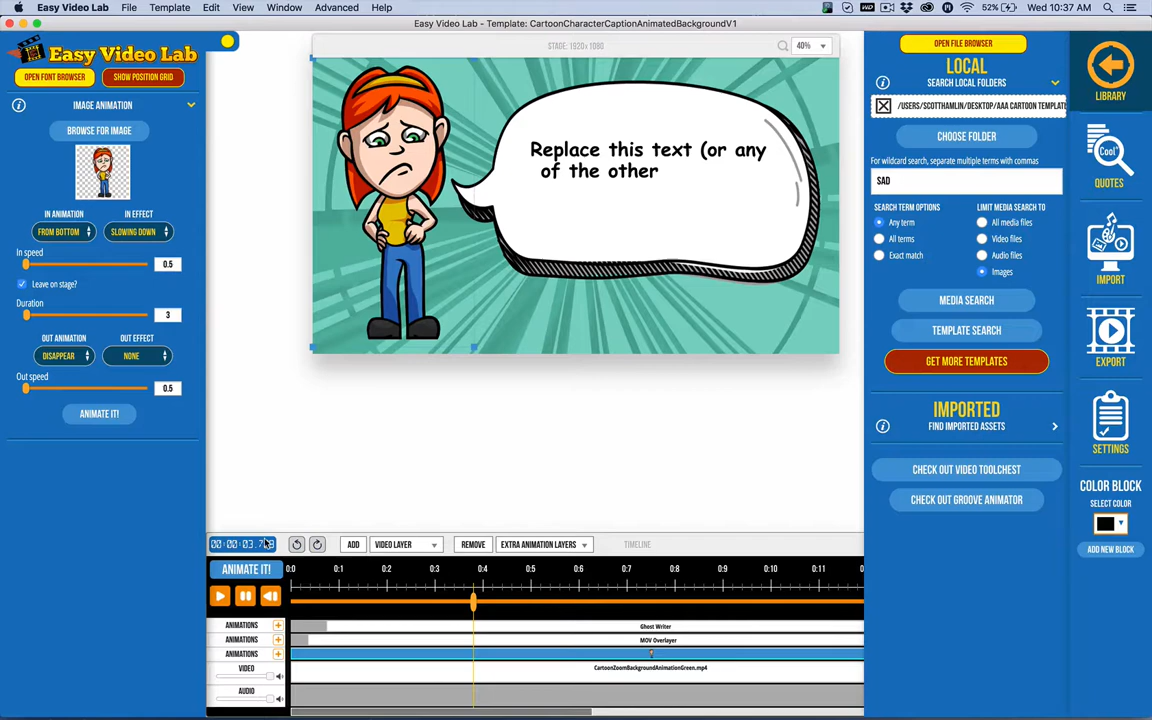 Easy Video Lab File Template Edit View Window Advanced Help 52% Wed 10:37 AM
Easy Video Lab - Template: CartoonCharacterCaptionAnimatedBackgroundV1
Easy Video Lab
OPEN FONT BROWSER SHOW POSITION GRID
IMAGE ANIMATION
BROWSE FOR IMAGE
IN ANIMATION IN EFFECT
FROM BOTTOM SLOWING DOWN
In speed
0.5
Leave on stage?
Duration
3
OUT ANIMATION OUT EFFECT
DISAPPEAR NONE
Out speed
0.5
ANIMATE IT!
STAGE: 1920x1080
40%
Replace this text (or any
of the other
OPEN FILE BROWSER
LOCAL
SEARCH LOCAL FOLDERS
/USERS/SCOTTHAMLIN/DESKTOP/AAA CARTOON TEMPLAT
CHOOSE FOLDER
For wildcard search, separate multiple terms with commas
SAD
SEARCH TERM OPTIONS LIMIT MEDIA SEARCH TO
Any term All media files
All terms Video files
Exact match Audio files
Images
MEDIA SEARCH
TEMPLATE SEARCH
GET MORE TEMPLATES
IMPORTED
FIND IMPORTED ASSETS
CHECK OUT VIDEO TOOLCHEST
CHECK OUT GROOVE ANIMATOR
LIBRARY
Cool
QUOTES
IMPORT
EXPORT
SETTINGS
COLOR BLOCK
SELECT COLOR
ADD NEW BLOCK
ADD VIDEO LAYER REMOVE EXTRA ANIMATION LAYERS TIMELINE
ANIMATE IT! 0:0 0:1 0:2 0:3 0:4 0:5 0:6 0:7 0:8 0:9 0:10 0:11
ANIMATIONS + Ghost Writer
ANIMATIONS + MOV Overlayer
ANIMATIONS +
VIDEO CartoonZoomBackgroundAnimationGreen.mp4
AUDIO